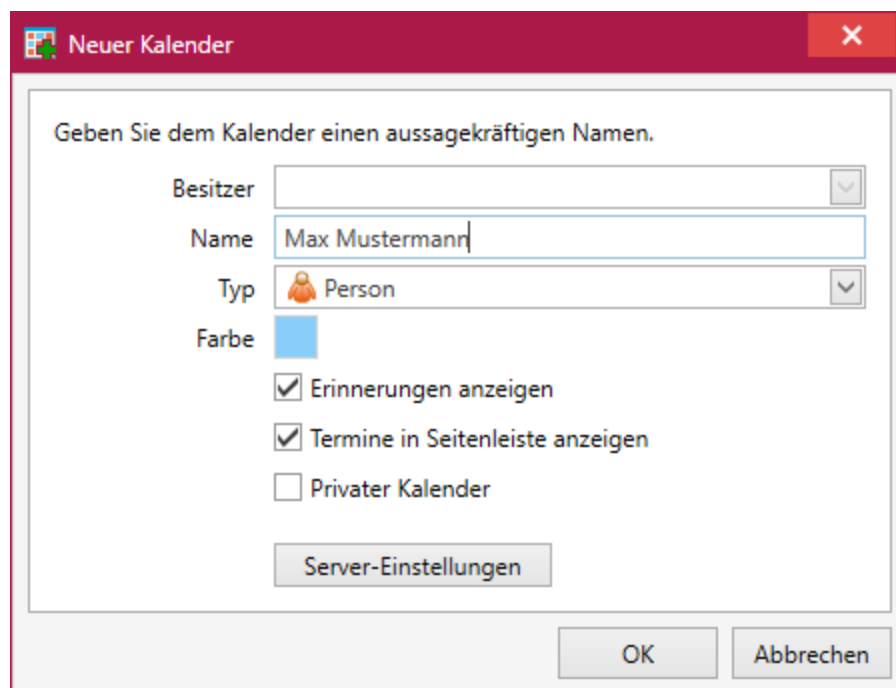 Neuer Kalender
Geben Sie dem Kalender einen aussagekräftigen Namen.
Besitzer
Name Max Mustermann
Typ Person
Farbe
Erinnerungen anzeigen
Termine in Seitenleiste anzeigen
Privater Kalender
Server-Einstellungen
OK Abbrechen